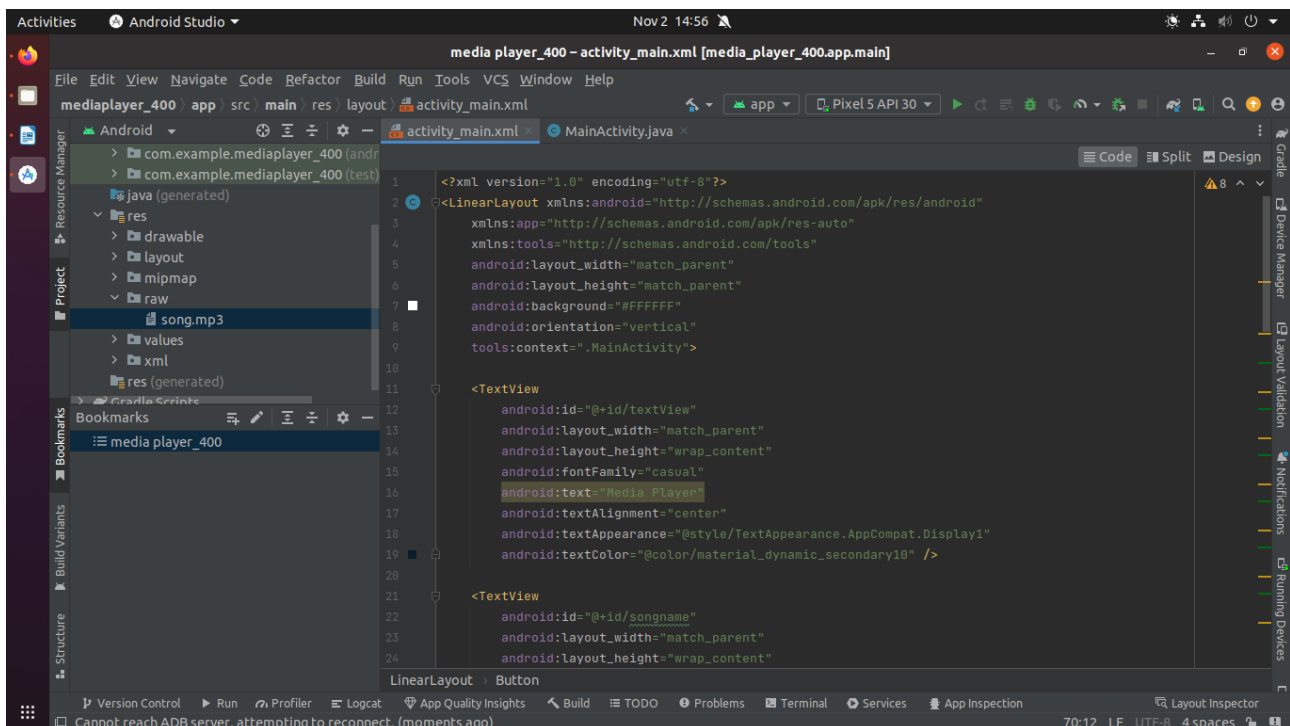 Activities Android Studio Nov 2 14:56
media player_400 – activity_main.xml [media_player_400.app.main]
File Edit View Navigate Code Refactor Build Run Tools VCS Window Help
mediaplayer_400 app src main res layout activity_main.xml app Pixel 5 API 30
Android activity_main.xml MainActivity.java
Code Split Design
Resource Manager
Project
Bookmarks
Build Variants
Structure
com.example.mediaplayer_400 (andr
com.example.mediaplayer_400 (test)
java (generated)
res
drawable
layout
mipmap
raw
song.mp3
values
xml
res (generated)
Gradle Scripts
Bookmarks
media player_400
1 <?xml version="1.0" encoding="utf-8"?>
2 <LinearLayout xmlns:android="http://schemas.android.com/apk/res/android"
3 xmlns:app="http://schemas.android.com/apk/res-auto"
4 xmlns:tools="http://schemas.android.com/tools"
5 android:layout_width="match_parent"
6 android:layout_height="match_parent"
7 android:background="#FFFFFF"
8 android:orientation="vertical"
9 tools:context=".MainActivity">
10
11 <TextView
12 android:id="@+id/textView"
13 android:layout_width="match_parent"
14 android:layout_height="wrap_content"
15 android:fontFamily="casual"
16 android:text="Media Player"
17 android:textAlignment="center"
18 android:textAppearance="@style/TextAppearance.AppCompat.Display1"
19 android:textColor="@color/material_dynamic_secondary10" />
20
21 <TextView
22 android:id="@+id/songname"
23 android:layout_width="match_parent"
24 android:layout_height="wrap_content"
8
Gradle
Device Manager
Layout Validation
Notifications
Running Devices
LinearLayout Button
Version Control Run Profiler Logcat App Quality Insights Build TODO Problems Terminal Services App Inspection Layout Inspector
Cannot reach ADB server, attempting to reconnect. (moments ago) 70:12 LF UTF-8 4 spaces